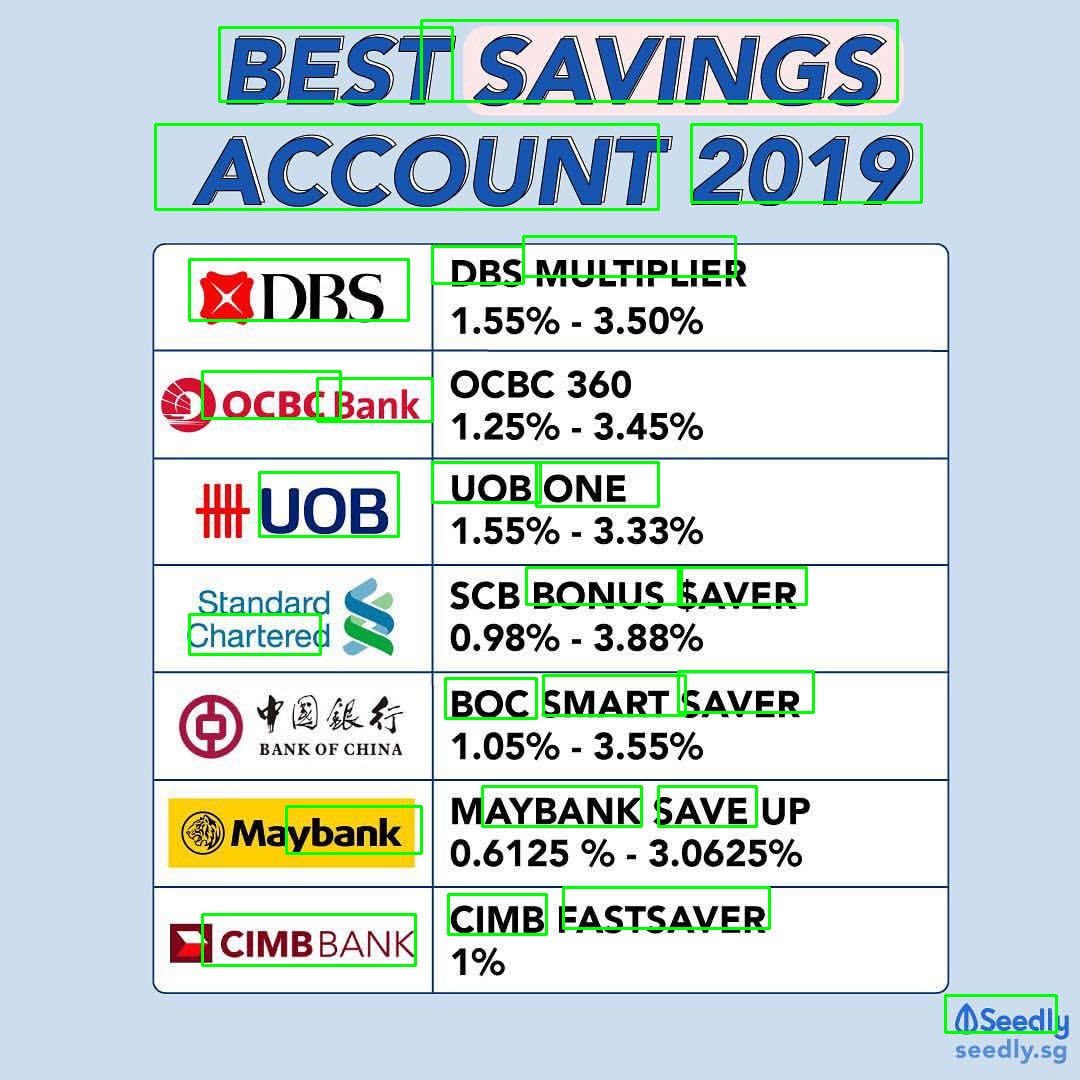 BEST SAVINGS
ACCOUNT 2019
DBS
DBS MULTIPLIER
1.55% - 3.50%
OCBC Bank
OCBC 360
1.25% - 3.45%
UOB
UOB ONE
1.55% - 3.33%
Standard
Chartered
SCB BONUS $AVER
0.98% - 3.88%
中國銀行
BANK OF CHINA
BOC SMART SAVER
1.05% - 3.55%
Maybank
MAYBANK SAVE UP
0.6125 % - 3.0625%
CIMB BANK
CIMB FASTSAVER
1%
Seedly
seedly.sg